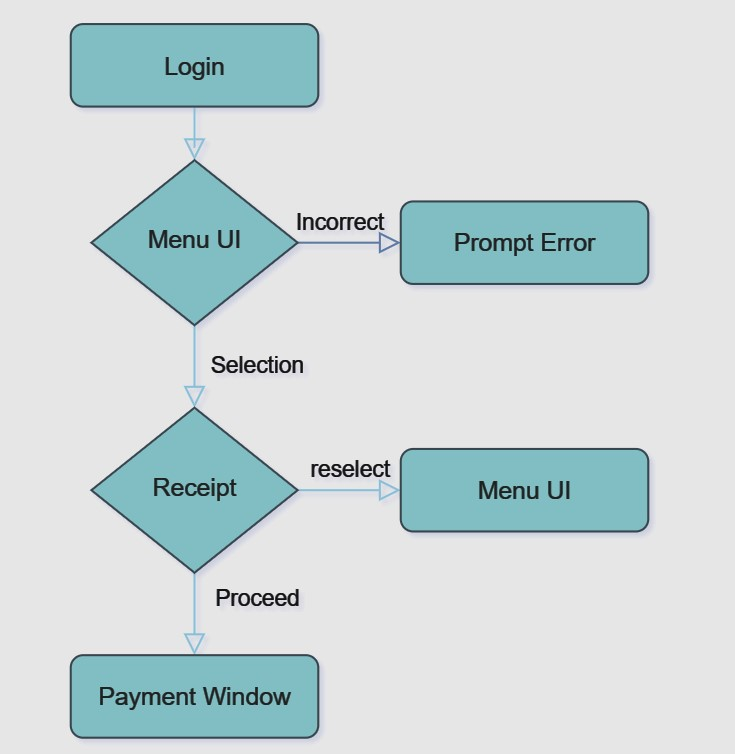 Login
Menu UI
Incorrect
Prompt Error
Selection
Receipt
reselect
Menu UI
Proceed
Payment Window